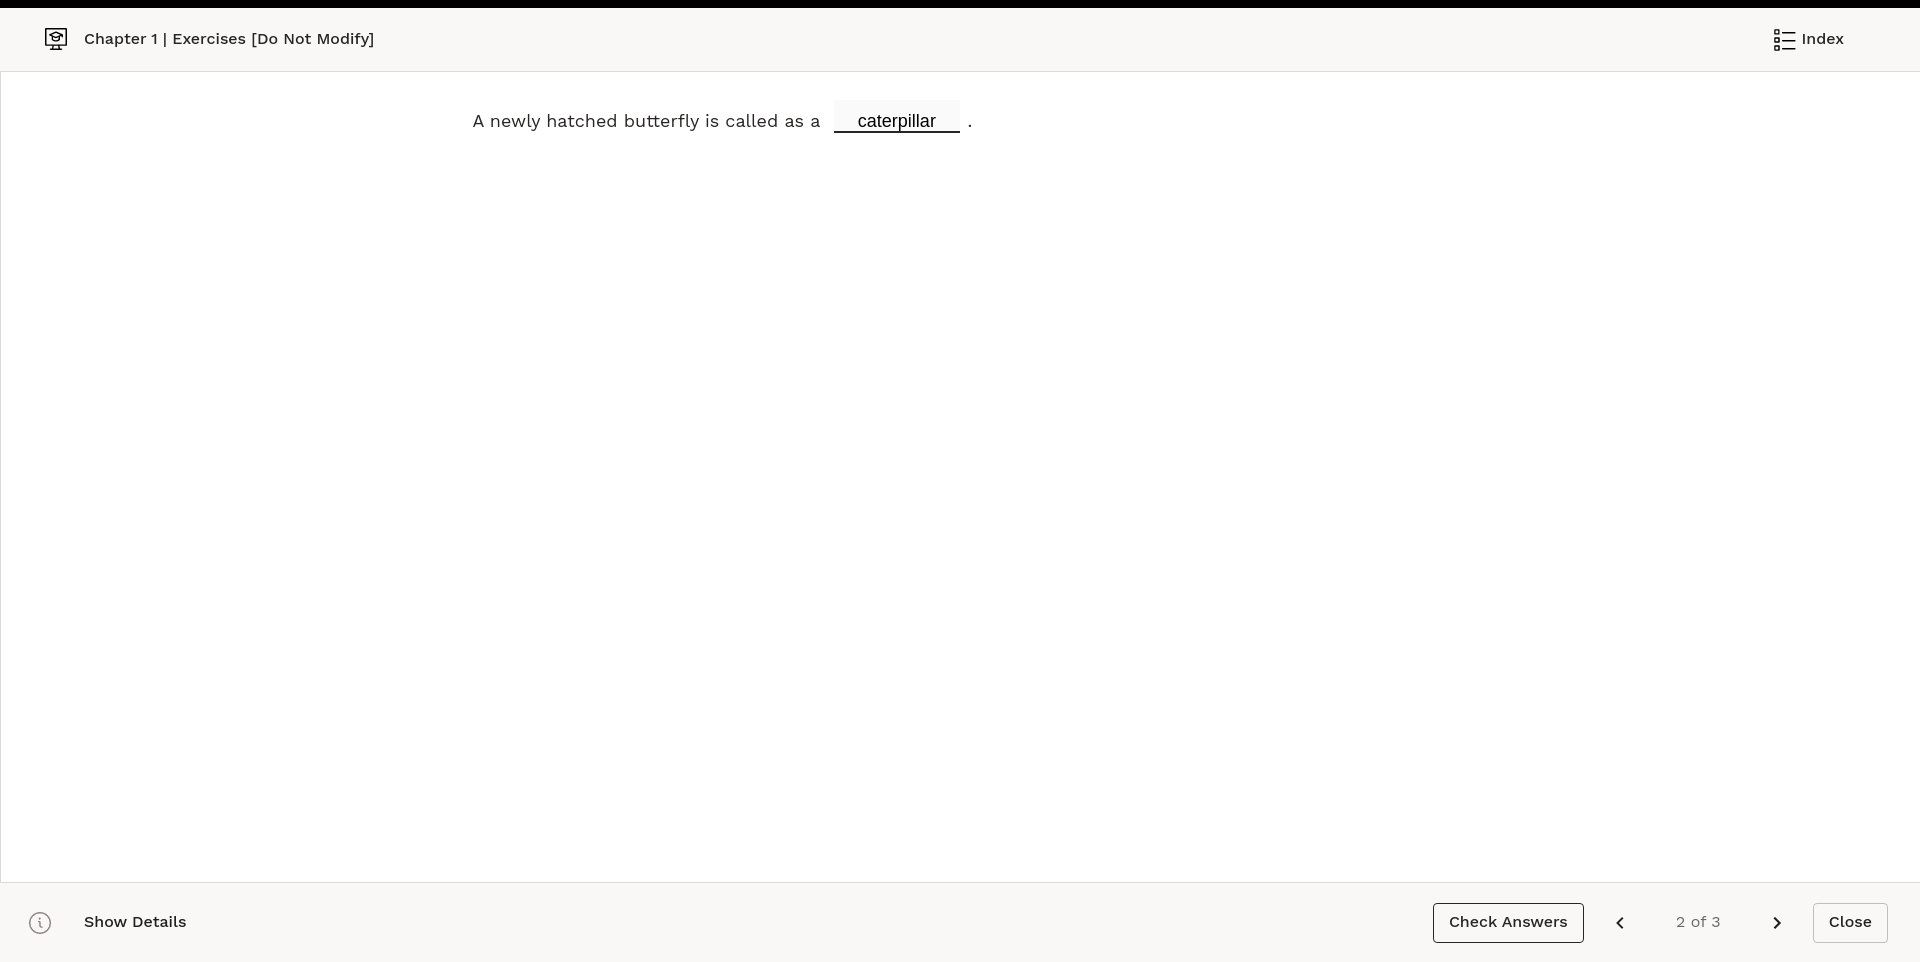 Chapter 1 | Exercises [Do Not Modify]
Index
A newly hatched butterfly is called as a caterpillar .
Show Details
Check Answers
2 of 3
Close